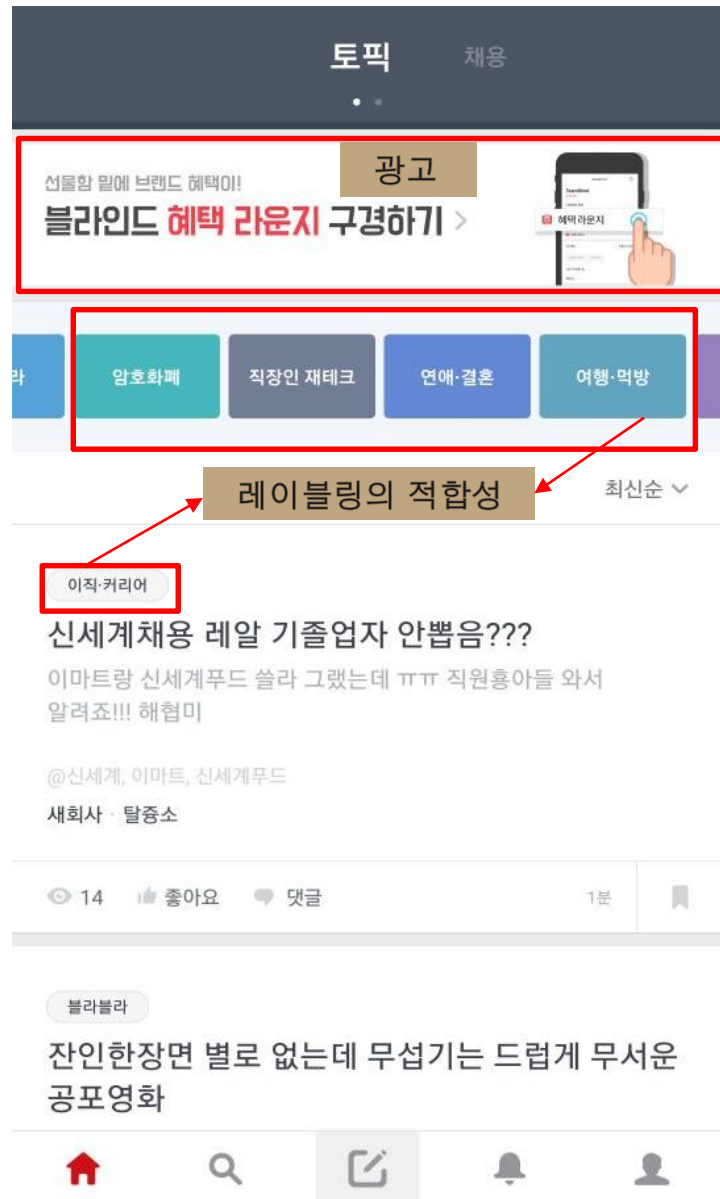 토픽 채용
광고
선물함 밑에 브랜드 혜택이!
블라인드 혜택 라운지 구경하기 >
혜택 라운지
라 암호화폐 직장인 재테크 연애·결혼 여행·먹방
레이블링의 적합성
최신순
이직·커리어
신세계채용 레알 기졸업자 안뽑음???
이마트랑 신세계푸드 쓸라 그랬는데 ㅠㅠ 직원횽아들 와서
알려죠!!! 해협미
@신세계, 이마트, 신세계푸드
새회사 · 탈즁소
14 좋아요 댓글 1분
블라블라
잔인한장면 별로 없는데 무섭기는 드럽게 무서운
공포영화